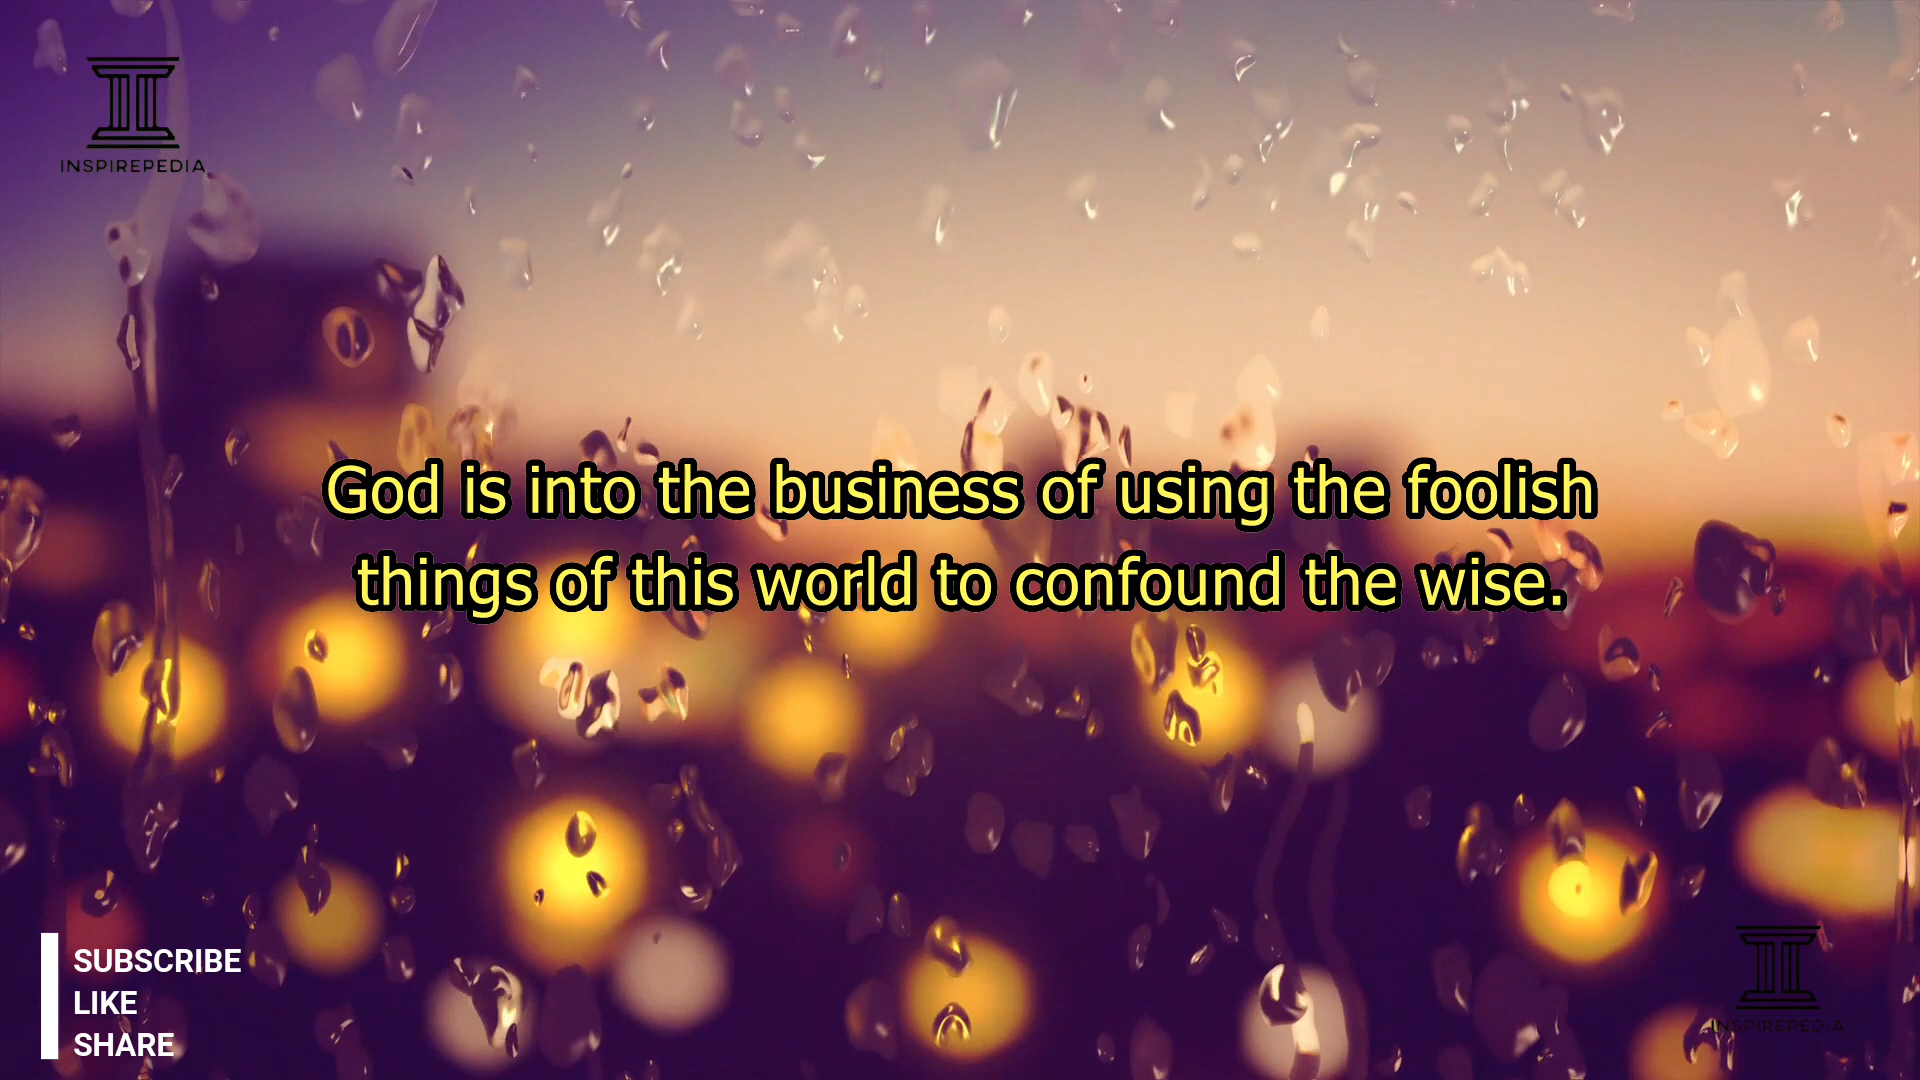 INSPIREPEDIA
God is into the business of using the foolish
things of this world to confound the wise.
SUBSCRIBE
LIKE
SHARE
INSPIREPEDIA